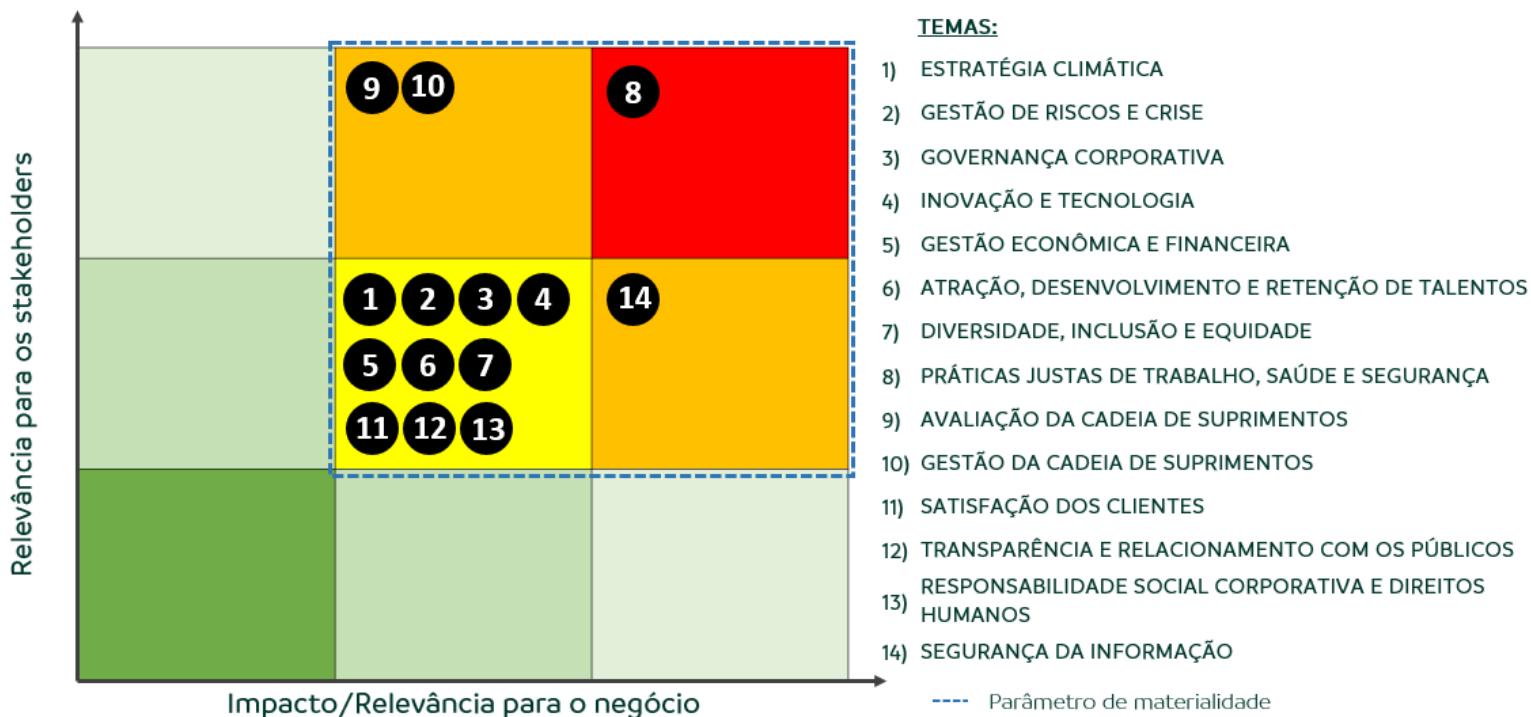 Relevância para os stakeholders
9 10 8
1 2 3 4 14
5 6 7
11 12 13
Impacto/Relevância para o negócio
TEMAS:
1) ESTRATÉGIA CLIMÁTICA
2) GESTÃO DE RISCOS E CRISE
3) GOVERNANÇA CORPORATIVA
4) INOVAÇÃO E TECNOLOGIA
5) GESTÃO ECONÔMICA E FINANCEIRA
6) ATRAÇÃO, DESENVOLVIMENTO E RETENÇÃO DE TALENTOS
7) DIVERSIDADE, INCLUSÃO E EQUIDADE
8) PRÁTICAS JUSTAS DE TRABALHO, SAÚDE E SEGURANÇA
9) AVALIAÇÃO DA CADEIA DE SUPRIMENTOS
10) GESTÃO DA CADEIA DE SUPRIMENTOS
11) SATISFAÇÃO DOS CLIENTES
12) TRANSPARÊNCIA E RELACIONAMENTO COM OS PÚBLICOS
13) RESPONSABILIDADE SOCIAL CORPORATIVA E DIREITOS
HUMANOS
14) SEGURANÇA DA INFORMAÇÃO
Parâmetro de materialidade